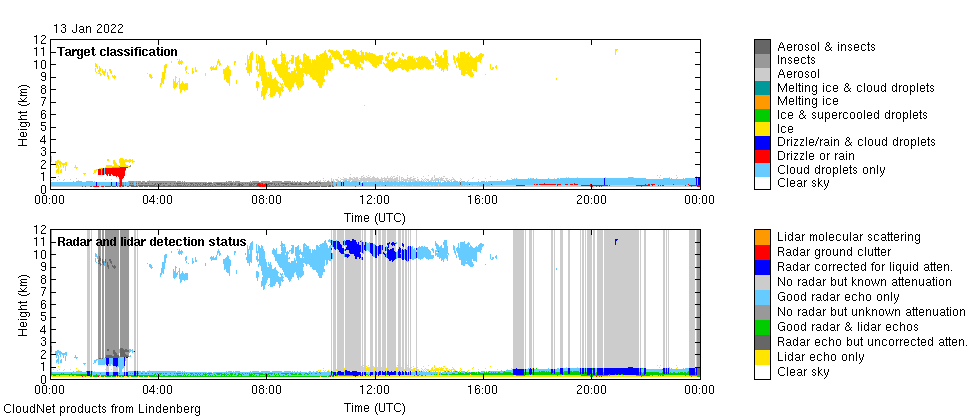 13 Jan 2022
Target classification
Height (km)
12
11
10
9
8
7
6
5
4
3
2
1
0
00:00 04:00 08:00 12:00 16:00 20:00 00:00
Time (UTC)
Aerosol & insects
Insects
Aerosol
Melting ice & cloud droplets
Melting ice
Ice & supercooled droplets
Ice
Drizzle/rain & cloud droplets
Drizzle or rain
Cloud droplets only
Clear sky
Radar and lidar detection status
Height (km)
12
11
10
9
8
7
6
5
4
3
2
1
0
00:00 04:00 08:00 12:00 16:00 20:00 00:00
Time (UTC)
Lidar molecular scattering
Radar ground clutter
Radar corrected for liquid atten.
No radar but known attenuation
Good radar echo only
No radar but unknown attenuation
Good radar & lidar echos
Radar echo but uncorrected atten.
Lidar echo only
Clear sky
CloudNet products from Lindenberg